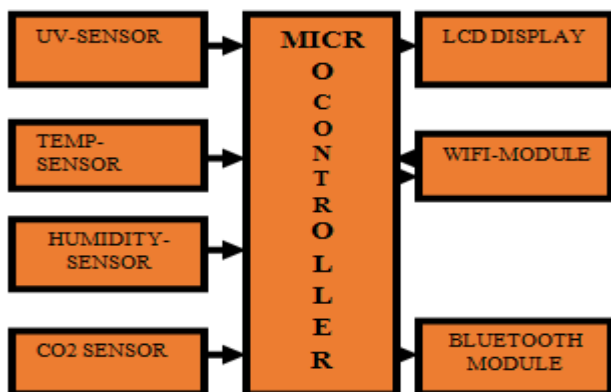 UV-SENSOR
TEMP-
SENSOR
HUMIDITY-
SENSOR
CO2 SENSOR
MICR
O
C
O
N
T
R
O
L
L
E
R
LCD DISPLAY
WIFI-MODULE
BLUETOOTH
MODULE